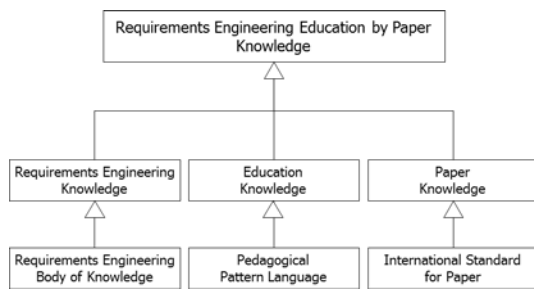 Requirements Engineering Education by Paper
Knowledge
Requirements Engineering
Knowledge
Education
Knowledge
Paper
Knowledge
Requirements Engineering
Body of Knowledge
Pedagogical
Pattern Language
International Standard
for Paper